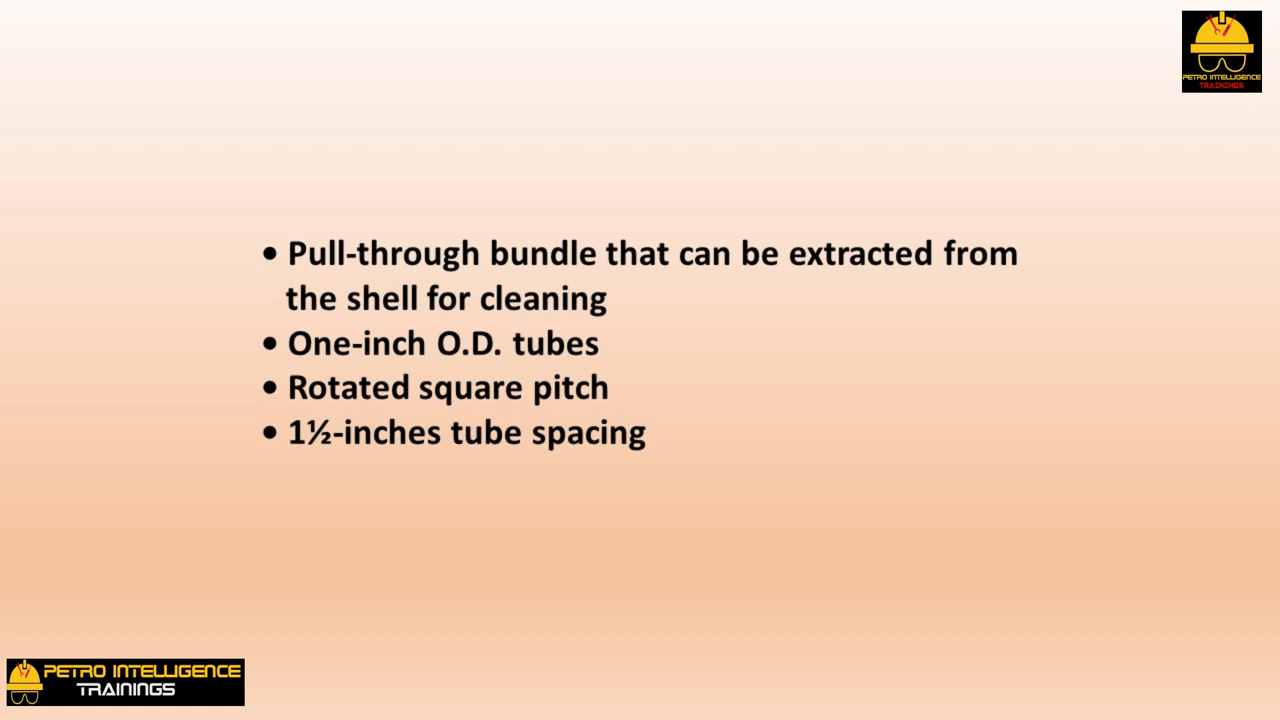 PETRO INTELLIGENCE
TRAININGS
• Pull-through bundle that can be extracted from
the shell for cleaning
• One-inch O.D. tubes
• Rotated square pitch
• 1½-inches tube spacing
PETRO INTELLIGENCE
TRAININGS